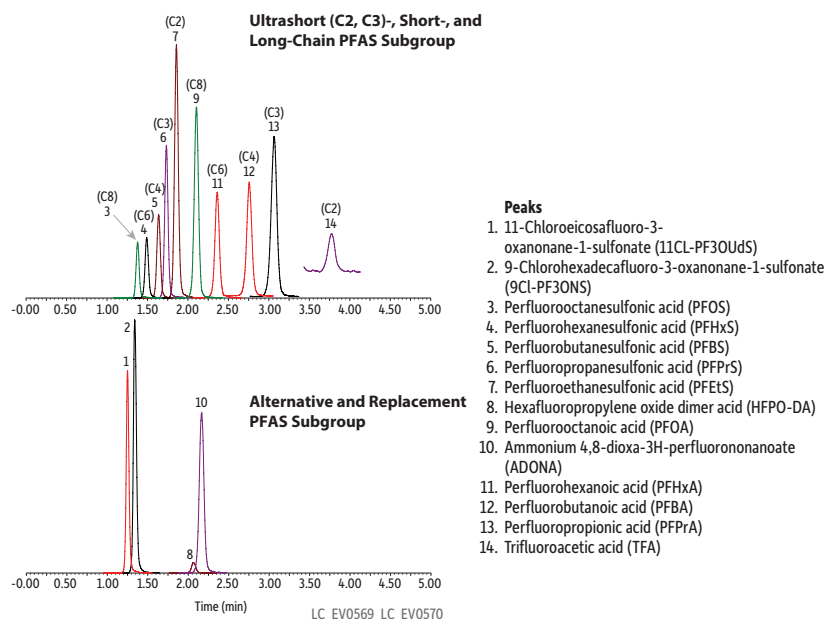 Ultrashort (C2, C3)-, Short-, and
Long-Chain PFAS Subgroup
(C8)
3
(C6)
4
(C4)
5
(C3)
6
(C2)
7
(C8)
9
(C6)
11
(C4)
12
(C3)
13
(C2)
14
-0.00 0.50 1.00 1.50 2.00 2.50 3.00 3.50 4.00 4.50 5.00
Alternative and Replacement
PFAS Subgroup
1
2
8
10
-0.00 0.50 1.00 1.50 2.00 2.50 3.00 3.50 4.00 4.50 5.00
Time (min)
LC_EV0569_LC_EV0570
Peaks
1. 11-Chloroeicosafluoro-3-
oxanonane-1-sulfonate (11CL-PF3OUdS)
2. 9-Chlorohexadecafluoro-3-oxanonane-1-sulfonate
(9Cl-PF3ONS)
3. Perfluorooctanesulfonic acid (PFOS)
4. Perfluorohexanesulfonic acid (PFHxS)
5. Perfluorobutanesulfonic acid (PFBS)
6. Perfluoropropanesulfonic acid (PFPrS)
7. Perfluoroethanesulfonic acid (PFEtS)
8. Hexafluoropropylene oxide dimer acid (HFPO-DA)
9. Perfluorooctanoic acid (PFOA)
10. Ammonium 4,8-dioxa-3H-perfluorononanoate
(ADONA)
11. Perfluorohexanoic acid (PFHxA)
12. Perfluorobutanoic acid (PFBA)
13. Perfluoropropionic acid (PFPrA)
14. Trifluoroacetic acid (TFA)